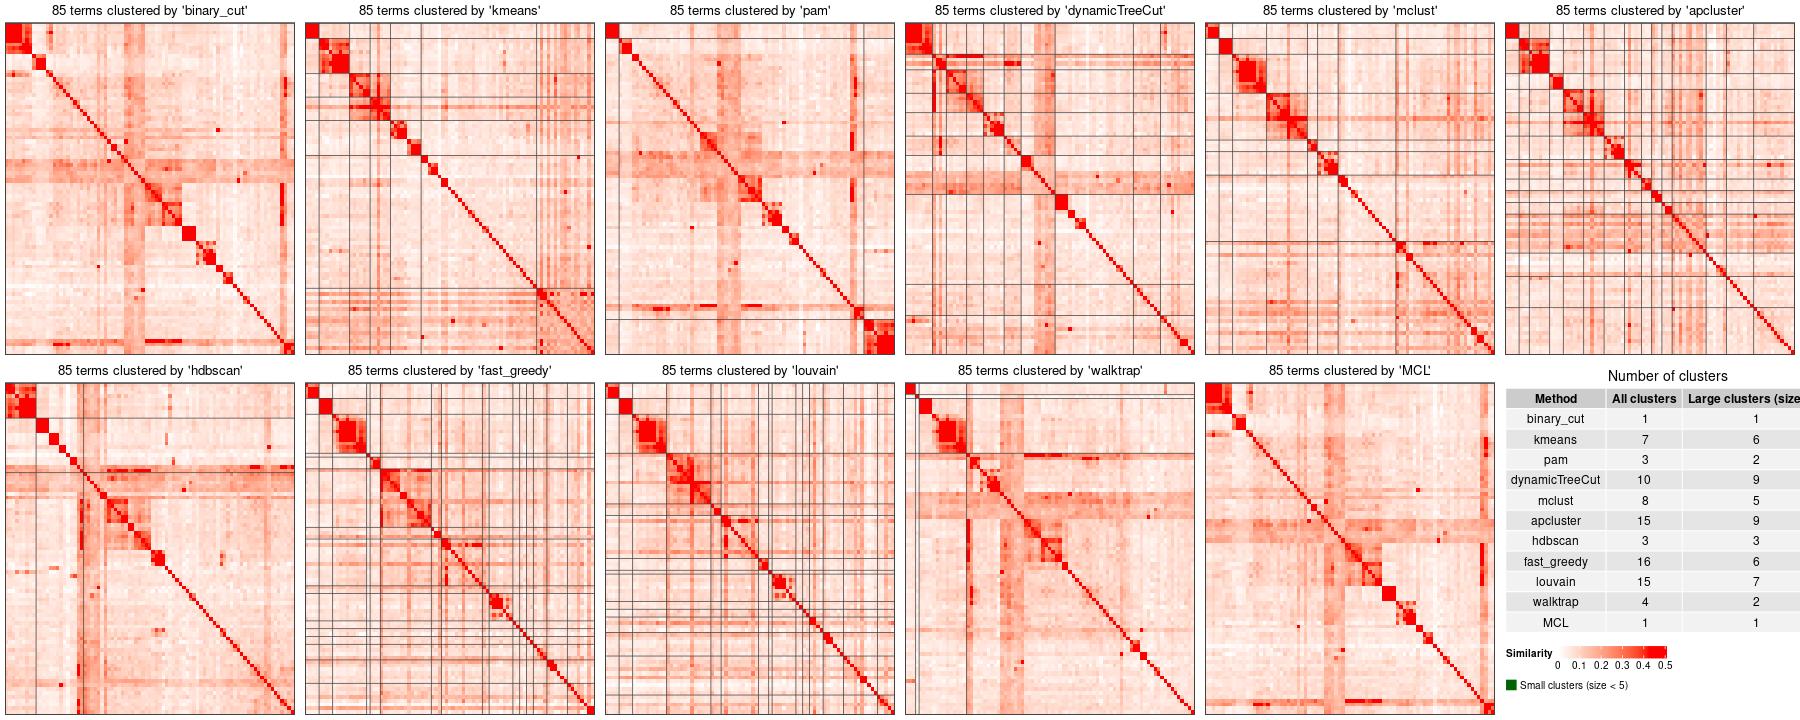 85 terms clustered by 'binary_cut'
85 terms clustered by 'kmeans'
85 terms clustered by 'pam'
85 terms clustered by 'dynamicTreeCut'
85 terms clustered by 'mclust'
85 terms clustered by 'apcluster'
85 terms clustered by 'hdbscan'
85 terms clustered by 'fast_greedy'
85 terms clustered by 'louvain'
85 terms clustered by 'walktrap'
85 terms clustered by 'MCL'
Number of clusters
Method All clusters Large clusters (size
binary_cut 1 1
kmeans 7 6
pam 3 2
dynamicTreeCut 10 9
mclust 8 5
apcluster 15 9
hdbscan 3 3
fast_greedy 16 6
louvain 15 7
walktrap 4 2
MCL 1 1
Similarity
0 0.1 0.2 0.3 0.4 0.5
Small clusters (size < 5)